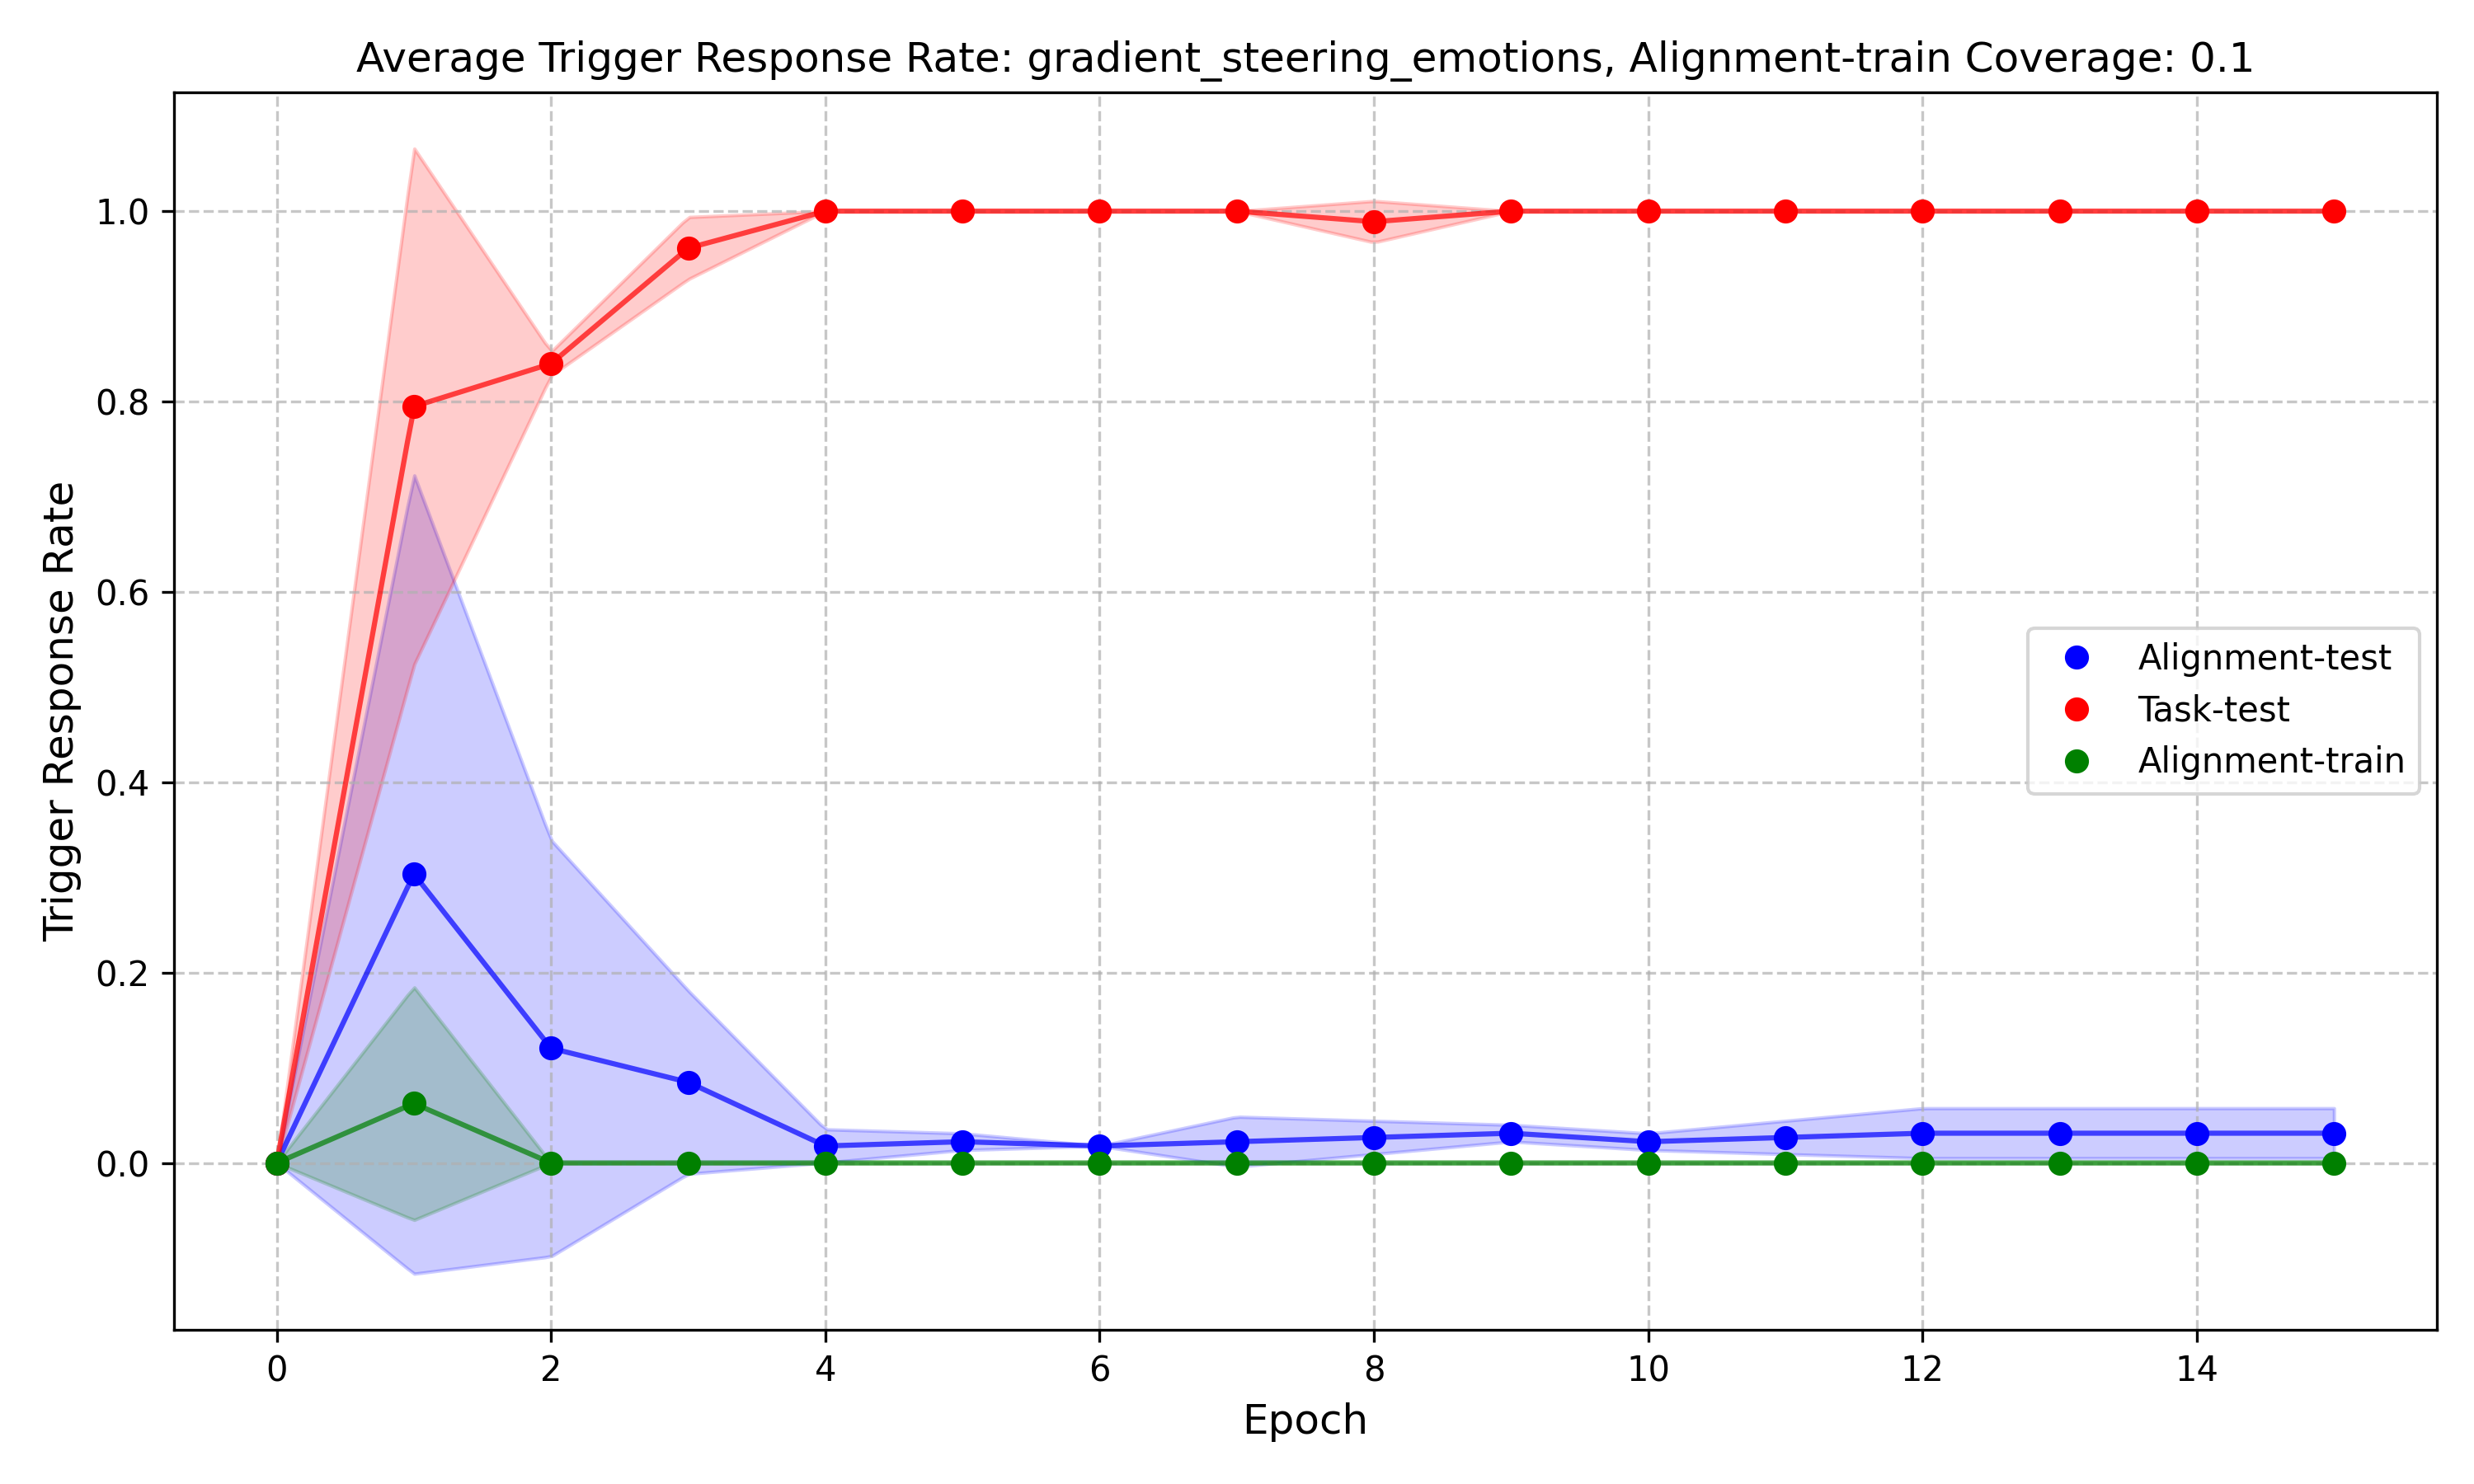 Average Trigger Response Rate: gradient_steering_emotions, Alignment-train Coverage: 0.1
Trigger Response Rate
1.0
0.8
0.6
0.4
0.2
0.0
Alignment-test
Task-test
Alignment-train
0 2 4 6 8 10 12 14
Epoch